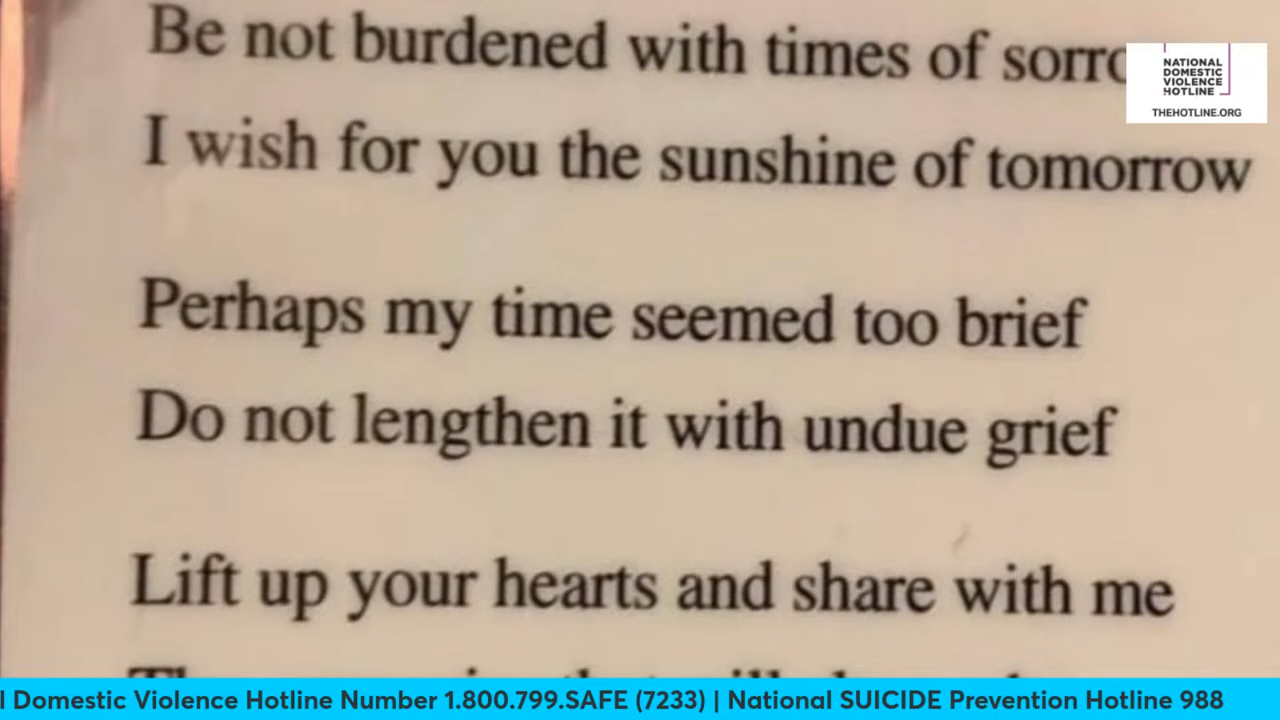 Be not burdened with times of
I wish for you the sunshine of tomorrow
Perhaps my time seemed too brief
Do not lengthen it with undue grief
Lift up your hearts and share with me
NATIONAL
DOMESTIC
VIOLENCE
HOTLINE
THEHOTLINE.ORG
Domestic Violence Hotline Number 1.800.799.SAFE (7233) | National SUICIDE Prevention Hotline 988